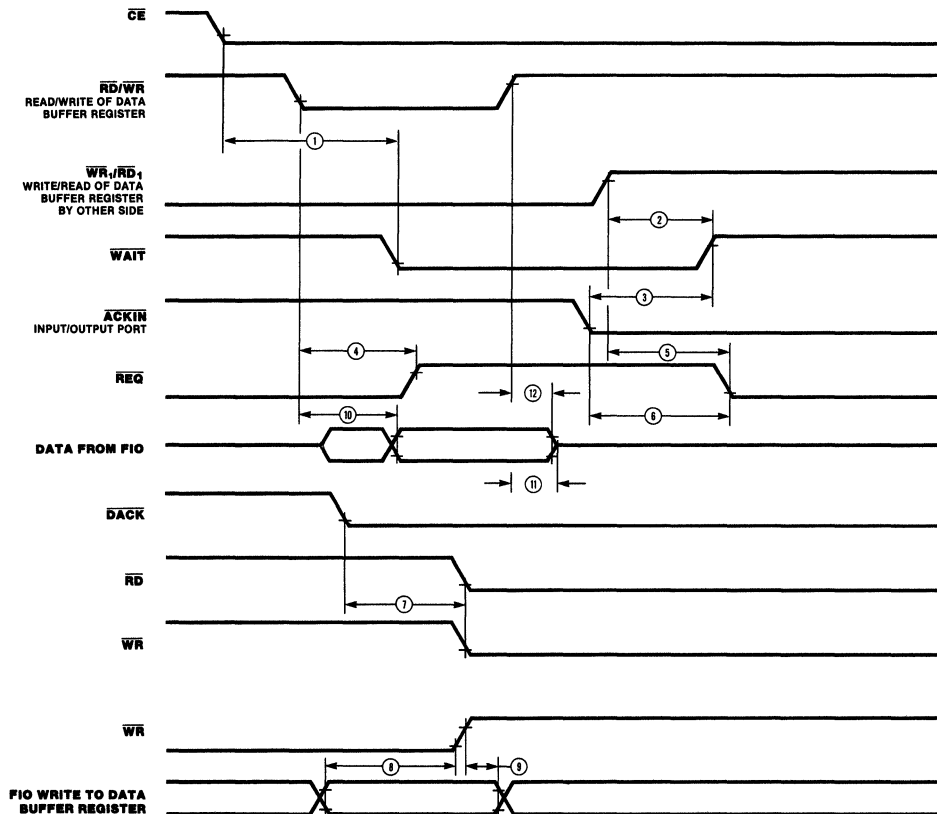 CE
RD/WR
READ/WRITE OF DATA
BUFFER REGISTER
1
WR₁/RD₁
WRITE/READ OF DATA
BUFFER REGISTER
BY OTHER SIDE
2
WAIT
3
ACKIN
INPUT/OUTPUT PORT
4
5
REQ
12
10
6
DATA FROM FIO
11
DACK
RD
7
WR
WR
8
9
FIO WRITE TO DATA
BUFFER REGISTER